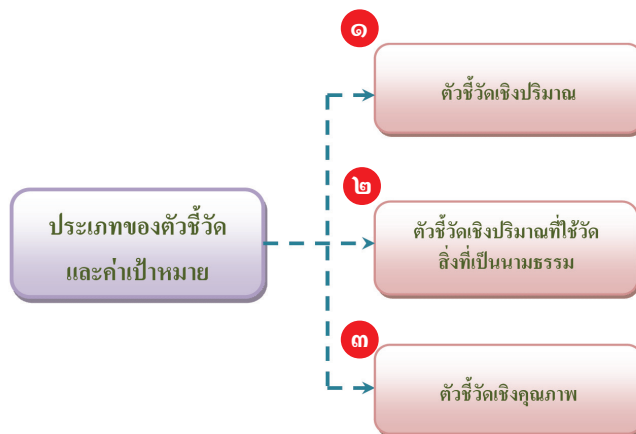 ประเภทของตัวชี้วัด
และค่าเป้าหมาย
๑
ตัวชี้วัดเชิงปริมาณ
๒
ตัวชี้วัดเชิงปริมาณที่ใช้วัด
สิ่งที่เป็นนามธรรม
๓
ตัวชี้วัดเชิงคุณภาพ